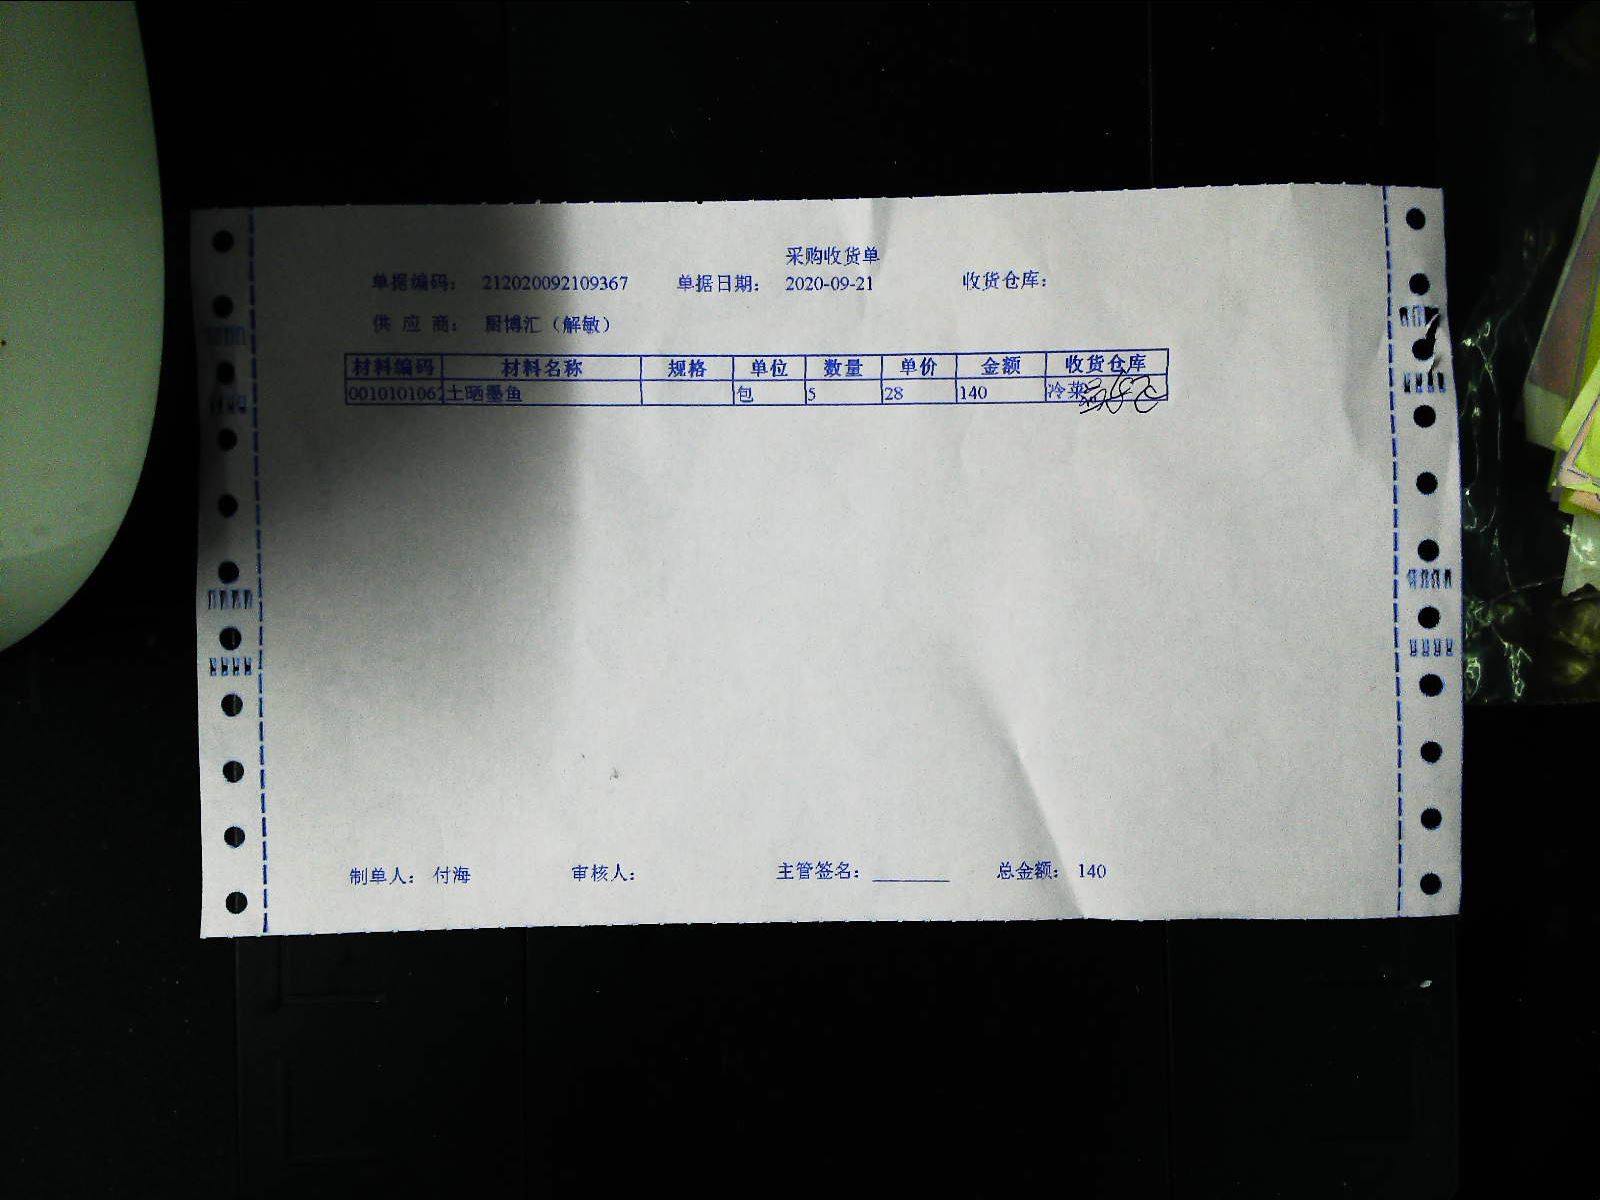 采购收货单
单据编码： 212020092109367 单据日期： 2020-09-21 收货仓库：
供 应 商： 厨博汇（解敏）
材料编码 材料名称 规格 单位 数量 单价 金额 收货仓库
0010101062 土晒墨鱼 包 5 28 140 冷菜
制单人： 付海 审核人： 主管签名： ________ 总金额： 140